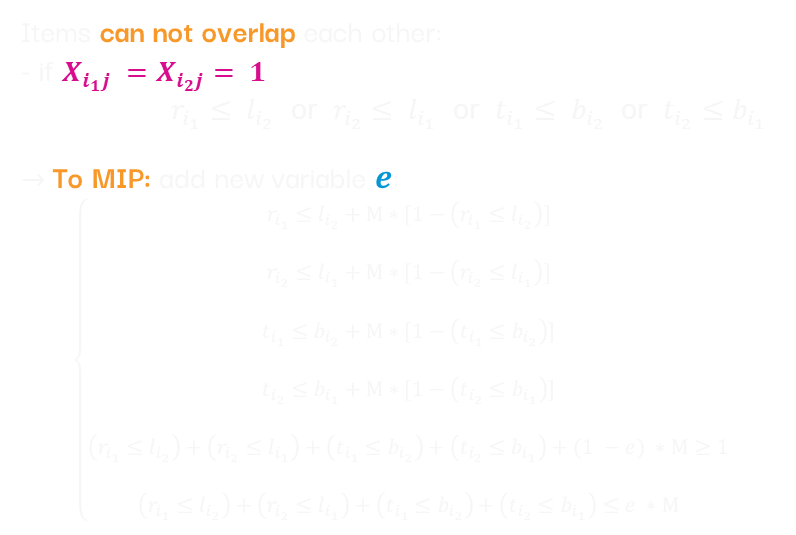 Items can not overlap each other:
- if X_{i_1 j} = X_{i_2 j} = 1
r_{i_1} ≤ l_{i_2} or r_{i_2} ≤ l_{i_1} or t_{i_1} ≤ b_{i_2} or t_{i_2} ≤ b_{i_1}
→ To MIP: add new variable e
r_{i_1} ≤ l_{i_2} + M * [1 − (r_{i_1} ≤ l_{i_2})]
r_{i_2} ≤ l_{i_1} + M * [1 − (r_{i_2} ≤ l_{i_1})]
t_{i_1} ≤ b_{i_2} + M * [1 − (t_{i_1} ≤ b_{i_2})]
t_{i_2} ≤ b_{i_1} + M * [1 − (t_{i_2} ≤ b_{i_1})]
(r_{i_1} ≤ l_{i_2}) + (r_{i_2} ≤ l_{i_1}) + (t_{i_1} ≤ b_{i_2}) + (t_{i_2} ≤ b_{i_1}) + (1 − e) * M ≥ 1
(r_{i_1} ≤ l_{i_2}) + (r_{i_2} ≤ l_{i_1}) + (t_{i_1} ≤ b_{i_2}) + (t_{i_2} ≤ b_{i_1}) ≤ e * M